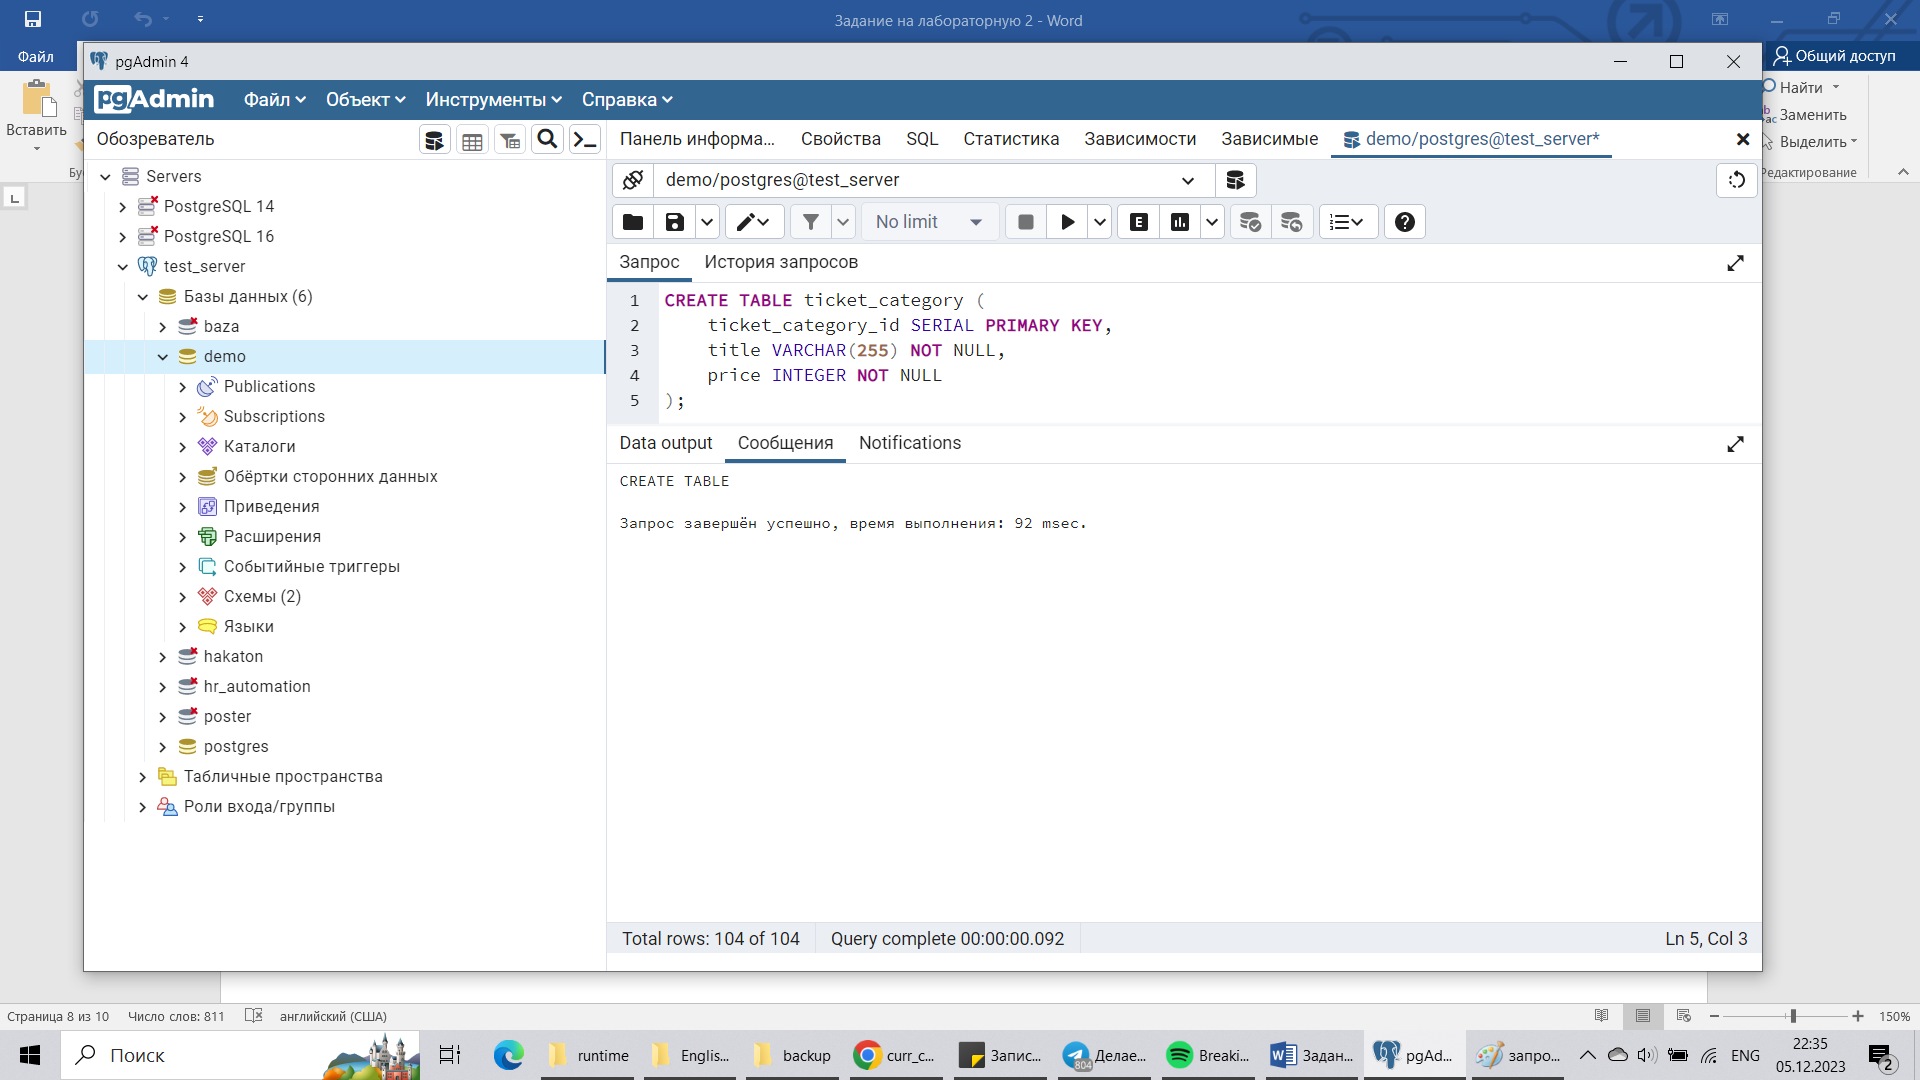 Задание на лабораторную 2 - Word
Файл
Общий доступ
Вставить
Найти
Заменить
Выделить
Редактирование
pgAdmin 4
pgAdmin
Файл
Объект
Инструменты
Справка
Обозреватель
Панель информа...
Свойства
SQL
Статистика
Зависимости
Зависимые
demo/postgres@test_server*
demo/postgres@test_server
No limit
Запрос
История запросов
1 CREATE TABLE ticket_category (
2 ticket_category_id SERIAL PRIMARY KEY,
3 title VARCHAR(255) NOT NULL,
4 price INTEGER NOT NULL
5 );
Data output
Сообщения
Notifications
CREATE TABLE
Запрос завершён успешно, время выполнения: 92 msec.
Total rows: 104 of 104
Query complete 00:00:00.092
Ln 5, Col 3
Servers
PostgreSQL 14
PostgreSQL 16
test_server
Базы данных (6)
baza
demo
Publications
Subscriptions
Каталоги
Обёртки сторонних данных
Приведения
Расширения
Событийные триггеры
Схемы (2)
Языки
hakaton
hr_automation
poster
postgres
Табличные пространства
Роли входа/группы
Страница 8 из 10
Число слов: 811
английский (США)
150%
Поиск
runtime
Englis...
backup
curr_c...
Запис...
804
Делае...
Breaki...
Задан...
pgAd...
запро...
ENG
22:35
05.12.2023
2